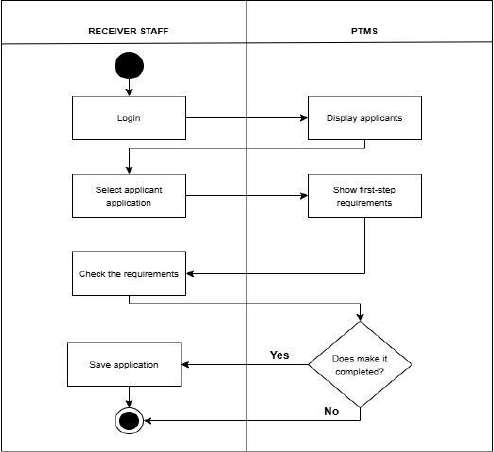 RECEIVER STAFF
PTMS
Login
Display applicants
Select applicant
application
Show first-step
requirements
Check the requirements
Does make it
completed?
Yes
Save application
No